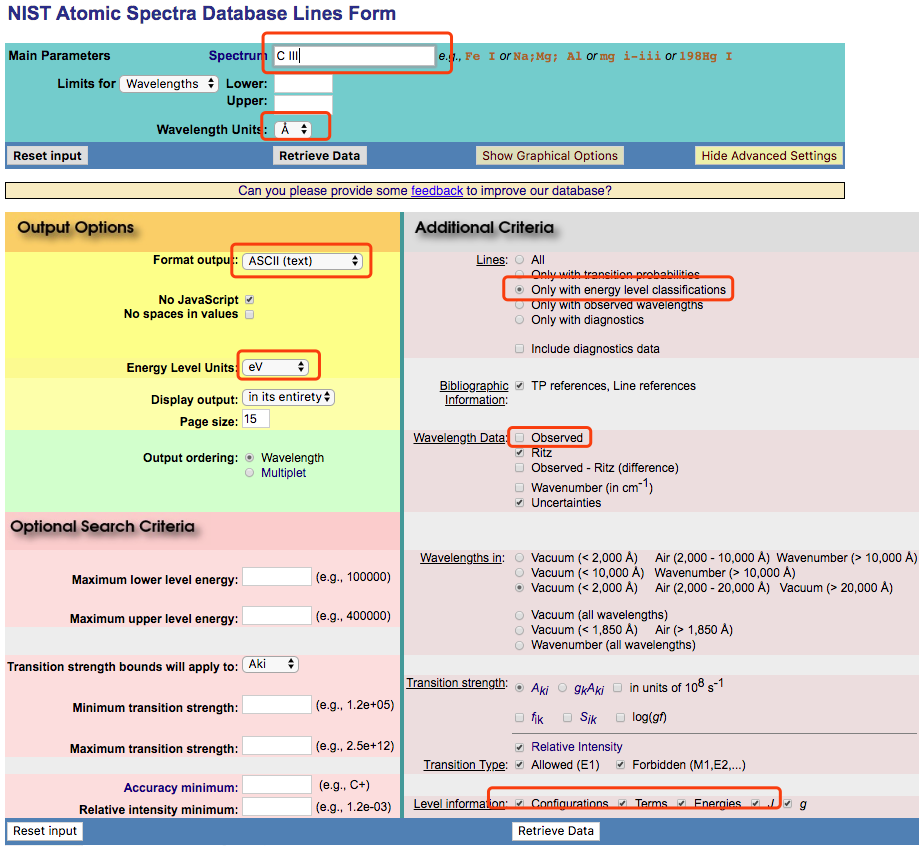 NIST Atomic Spectra Database Lines Form
Main Parameters Spectrum C III e.g., Fe I or Na;Mg; Al or mg i-iii or 198Hg I
Limits for Wavelengths Lower:
Upper:
Wavelength Units: Å
Reset input Retrieve Data Show Graphical Options Hide Advanced Settings
Can you please provide some feedback to improve our database?
Output Options
Format output: ASCII (text)
No JavaScript
No spaces in values
Energy Level Units: eV
Display output: in its entirety
Page size: 15
Output ordering: Wavelength
Multiplet
Optional Search Criteria
Maximum lower level energy: (e.g., 100000)
Maximum upper level energy: (e.g., 400000)
Transition strength bounds will apply to: Aki
Minimum transition strength: (e.g., 1.2e+05)
Maximum transition strength: (e.g., 2.5e+12)
Accuracy minimum: (e.g., C+)
Relative intensity minimum: (e.g., 1.2e-03)
Reset input
Additional Criteria
Lines: All
Only with transition probabilities
Only with energy level classifications
Only with observed wavelengths
Only with diagnostics
Include diagnostics data
Bibliographic TP references, Line references
Information:
Wavelength Data: Observed
Ritz
Observed - Ritz (difference)
Wavenumber (in cm-1)
Uncertainties
Wavelengths in: Vacuum (< 2,000 Å) Air (2,000 - 10,000 Å) Wavenumber (> 10,000 Å)
Vacuum (< 10,000 Å) Wavenumber (> 10,000 Å)
Vacuum (< 2,000 Å) Air (2,000 - 20,000 Å) Vacuum (> 20,000 Å)
Vacuum (all wavelengths)
Vacuum (< 1,850 Å) Air (> 1,850 Å)
Wavenumber (all wavelengths)
Transition strength: Aki gkAki in units of 108 s-1
fik Sik log(gf)
Relative Intensity
Transition Type: Allowed (E1) Forbidden (M1,E2,...)
Level information: Configurations Terms Energies J g
Retrieve Data